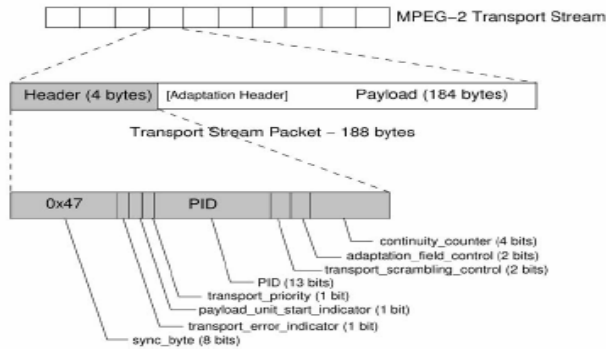 MPEG-2 Transport Stream
Header (4 bytes) [Adaptation Header] Payload (184 bytes)
Transport Stream Packet - 188 bytes
0x47 PID
continuity_counter (4 bits)
adaptation_field_control (2 bits)
transport_scrambling_control (2 bits)
PID (13 bits)
transport_priority (1 bit)
payload_unit_start_indicator (1 bit)
transport_error_indicator (1 bit)
sync_byte (8 bits)